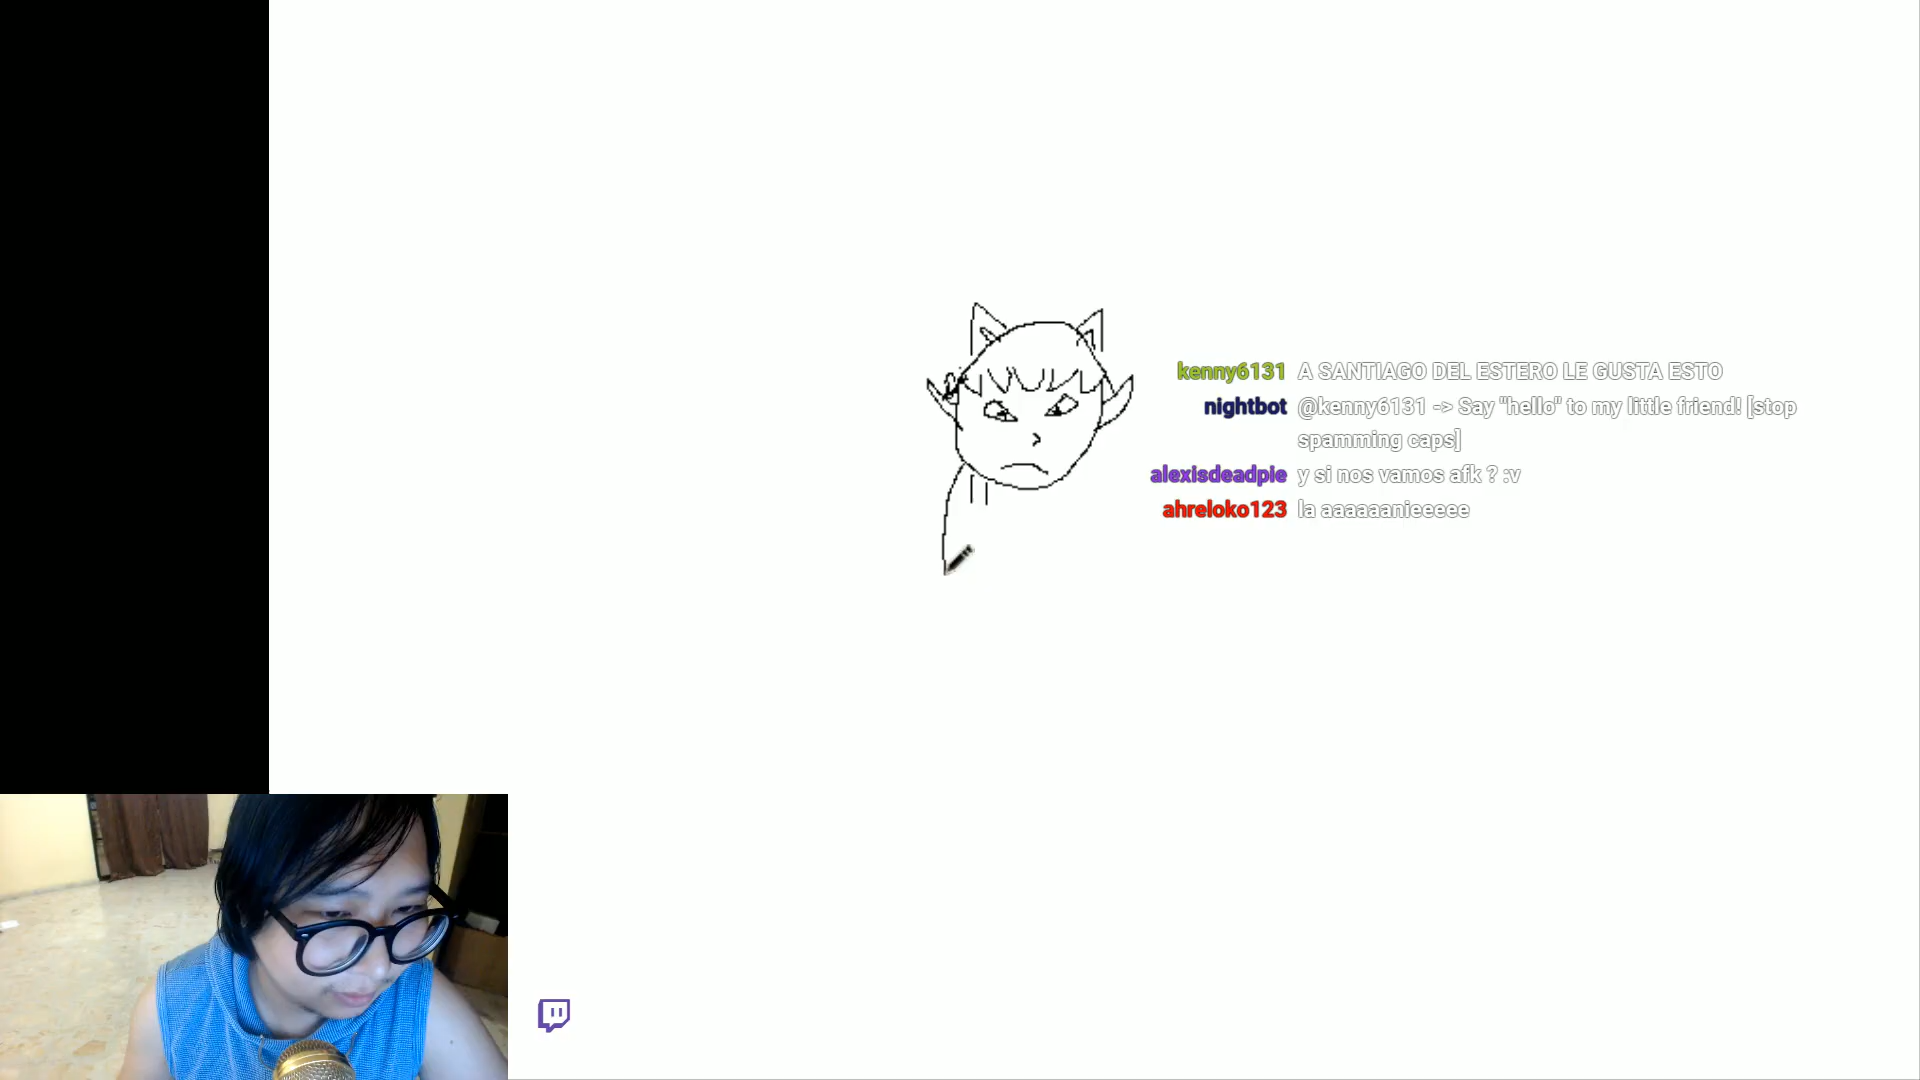 kenny6131 A SANTIAGO DEL ESTERO LE GUSTA ESTO
nightbot @kenny6131 -> Say "hello" to my little friend! [stop
spamming caps]
alexisdeadpie y si nos vamos afk ? :v
ahreloko123 la aaaaaanieeeee